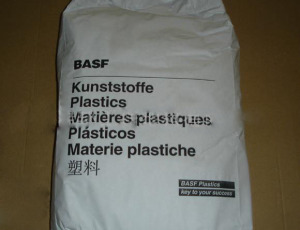 BASF
Kunststoffe
Plastics
Matières plastiques
Plásticos
Materie plastiche
塑料
BASF Plastics
key to your success